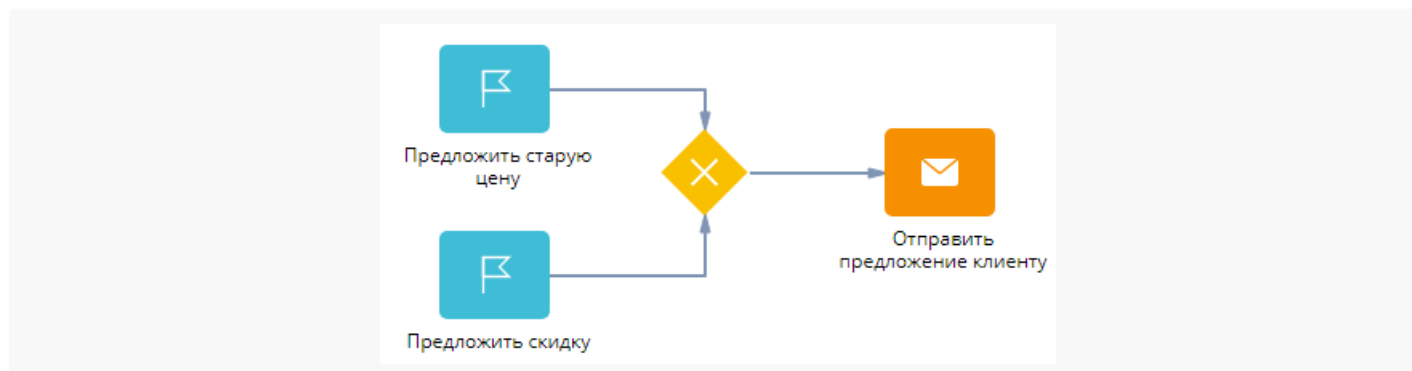 Предложить старую
цену
Отправить
предложение клиенту
Предложить скидку